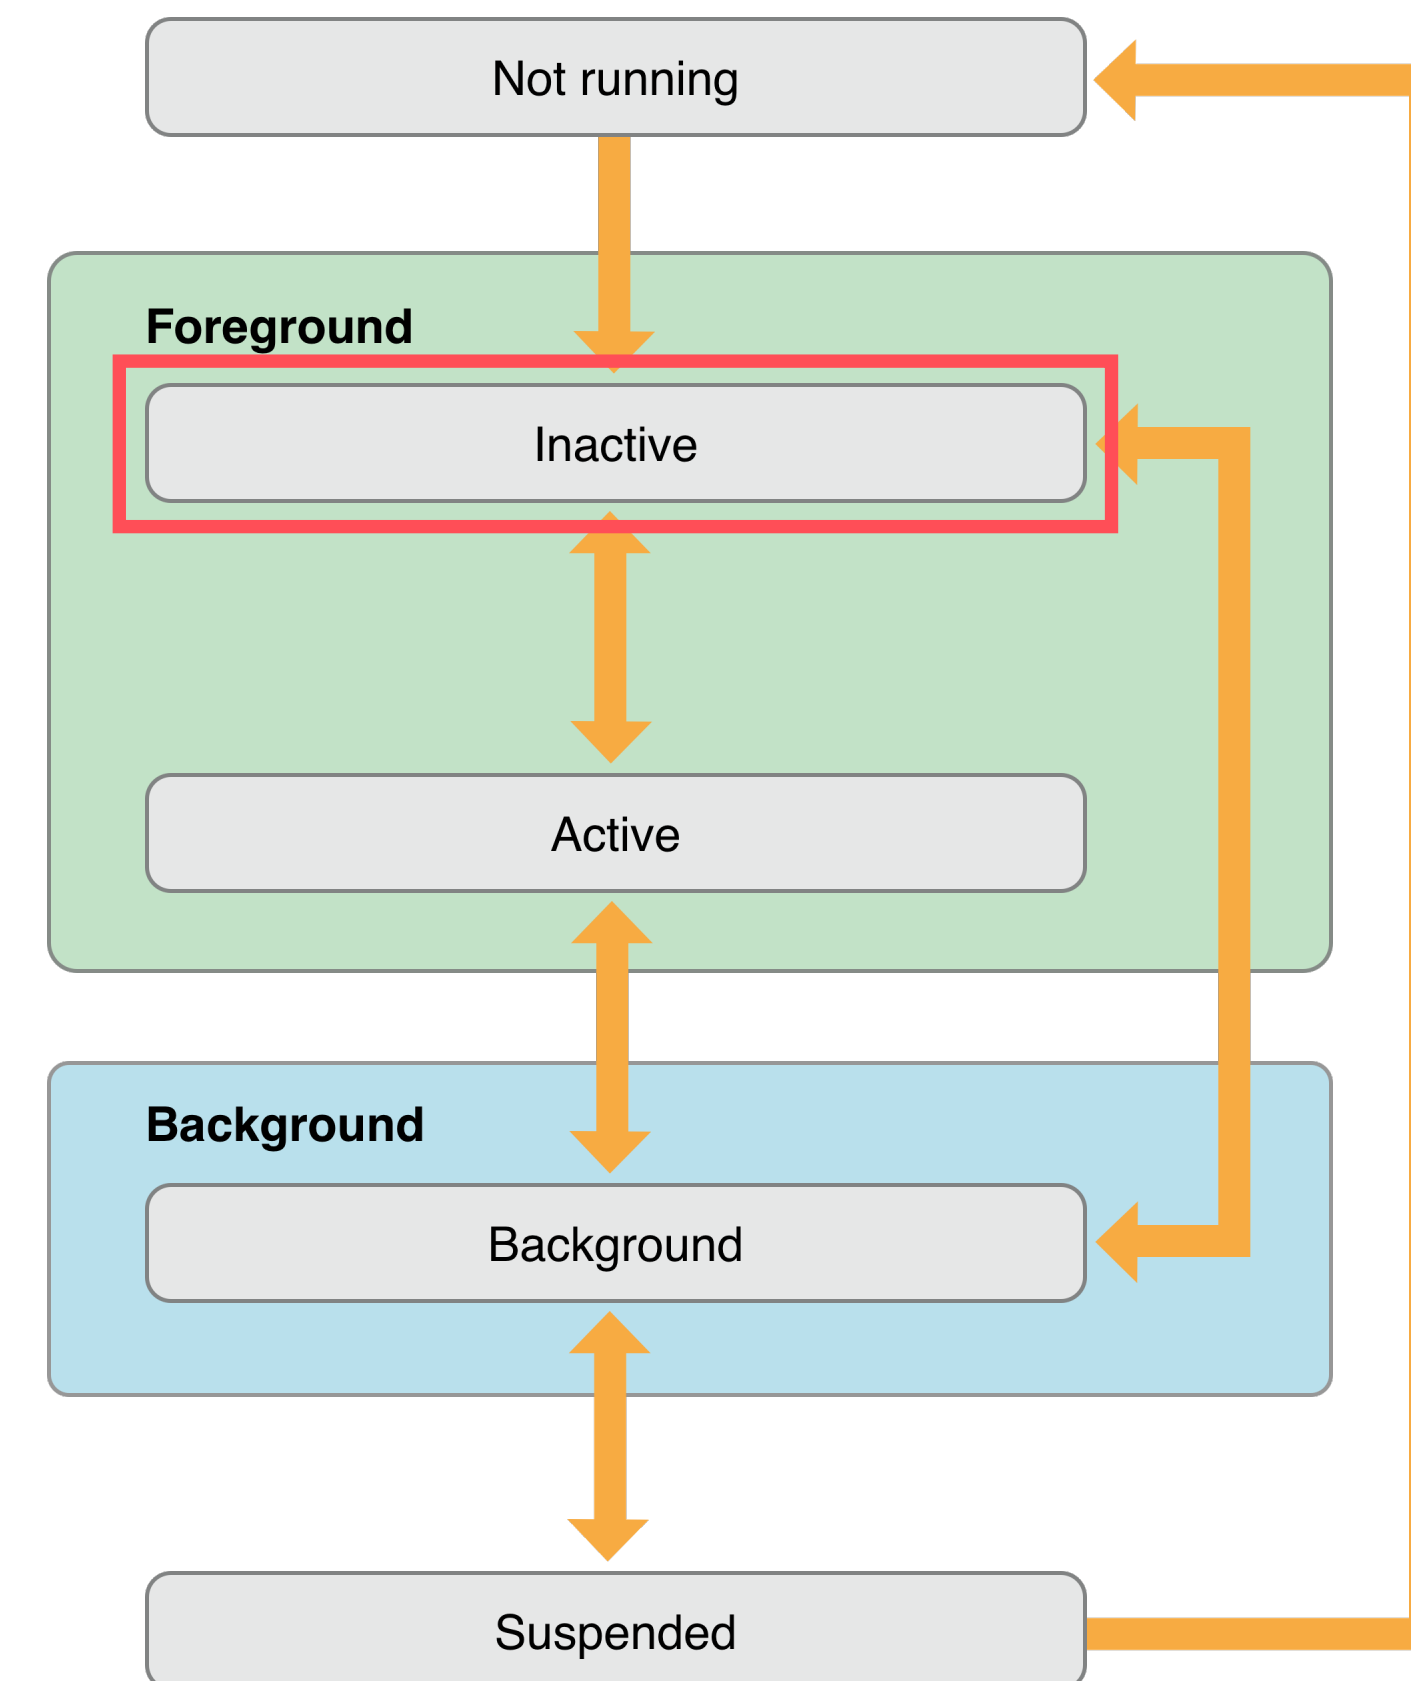 Not running
Foreground
Inactive
Active
Background
Background
Suspended